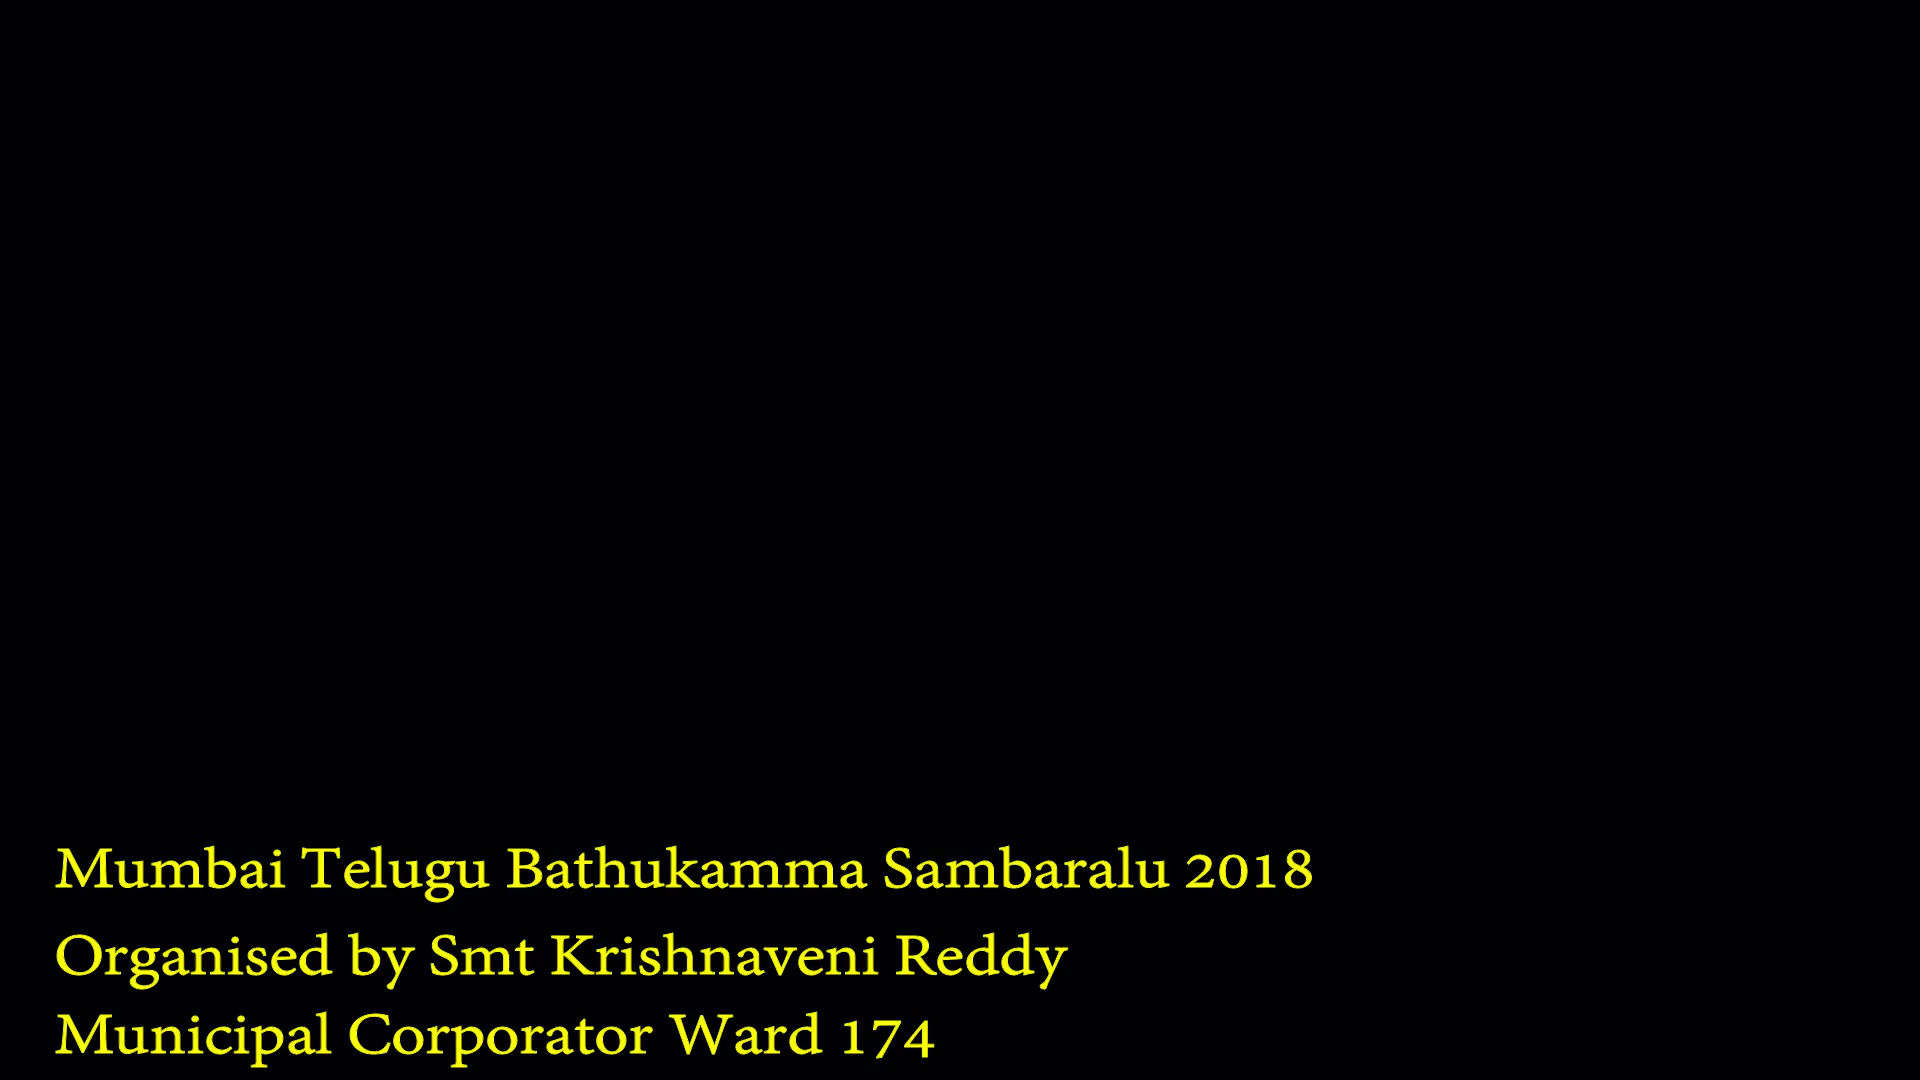 Mumbai Telugu Bathukamma Sambaralu 2018
Organised by Smt Krishnaveni Reddy
Municipal Corporator Ward 174